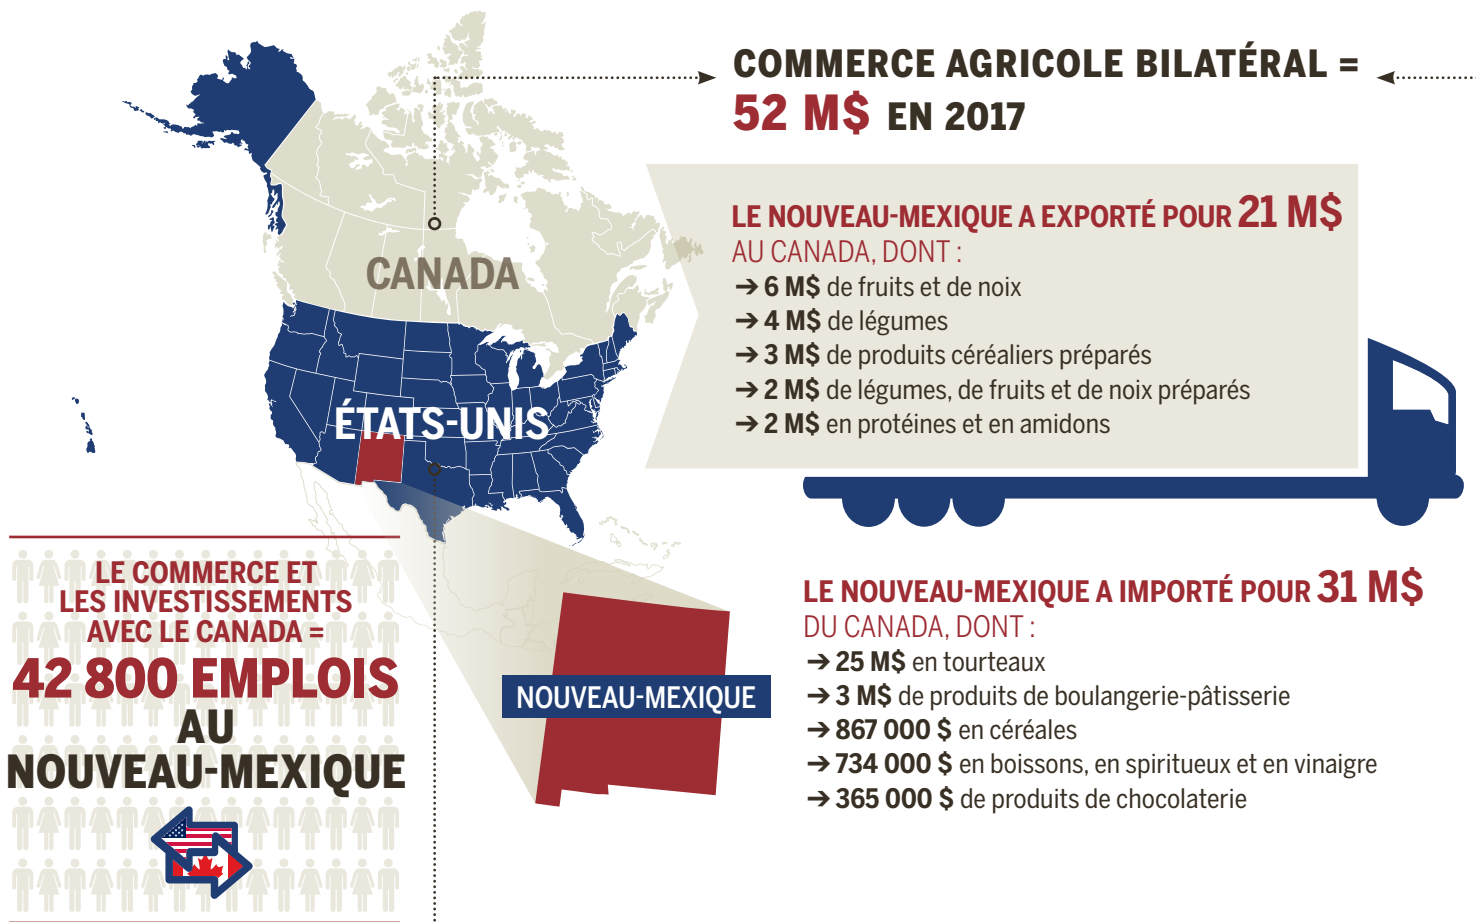 COMMERCE AGRICOLE BILATÉRAL =
52 M$ EN 2017
LE NOUVEAU-MEXIQUE A EXPORTÉ POUR 21 M$
AU CANADA, DONT :
➔ 6 M$ de fruits et de noix
➔ 4 M$ de légumes
➔ 3 M$ de produits céréaliers préparés
➔ 2 M$ de légumes, de fruits et de noix préparés
➔ 2 M$ en protéines et en amidons
CANADA
ÉTATS-UNIS
LE COMMERCE ET
LES INVESTISSEMENTS
AVEC LE CANADA =
42 800 EMPLOIS
AU
NOUVEAU-MEXIQUE
NOUVEAU-MEXIQUE
LE NOUVEAU-MEXIQUE A IMPORTÉ POUR 31 M$
DU CANADA, DONT :
➔ 25 M$ en tourteaux
➔ 3 M$ de produits de boulangerie-pâtisserie
➔ 867 000 $ en céréales
➔ 734 000 $ en boissons, en spiritueux et en vinaigre
➔ 365 000 $ de produits de chocolaterie